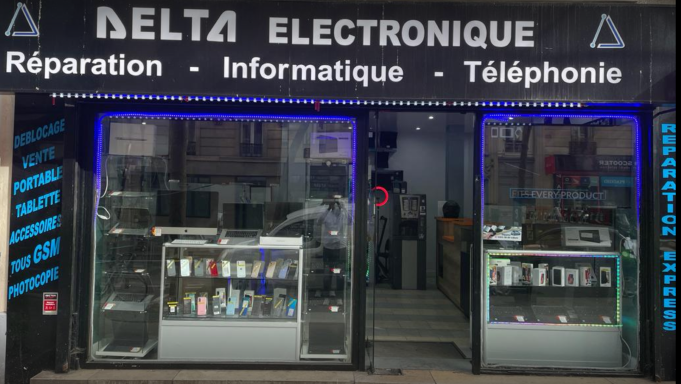 DELTA ELECTRONIQUE
Réparation - Informatique - Téléphonie
DEBLOCAGE
VENTE
PORTABLE
TABLETTE
ACCESSOIRES
TOUS GSM
PHOTOCOPIE
EVERY PRODUCT
REPARATION EXPRESS